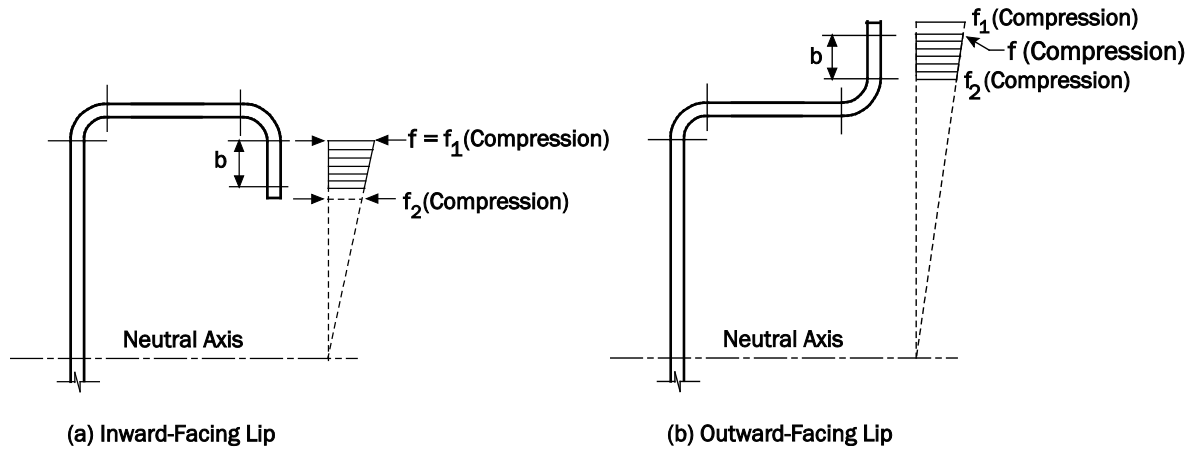 b
f = f1(Compression)
f2(Compression)
Neutral Axis
(a) Inward-Facing Lip
f1(Compression)
b
f (Compression)
f2(Compression)
Neutral Axis
(b) Outward-Facing Lip